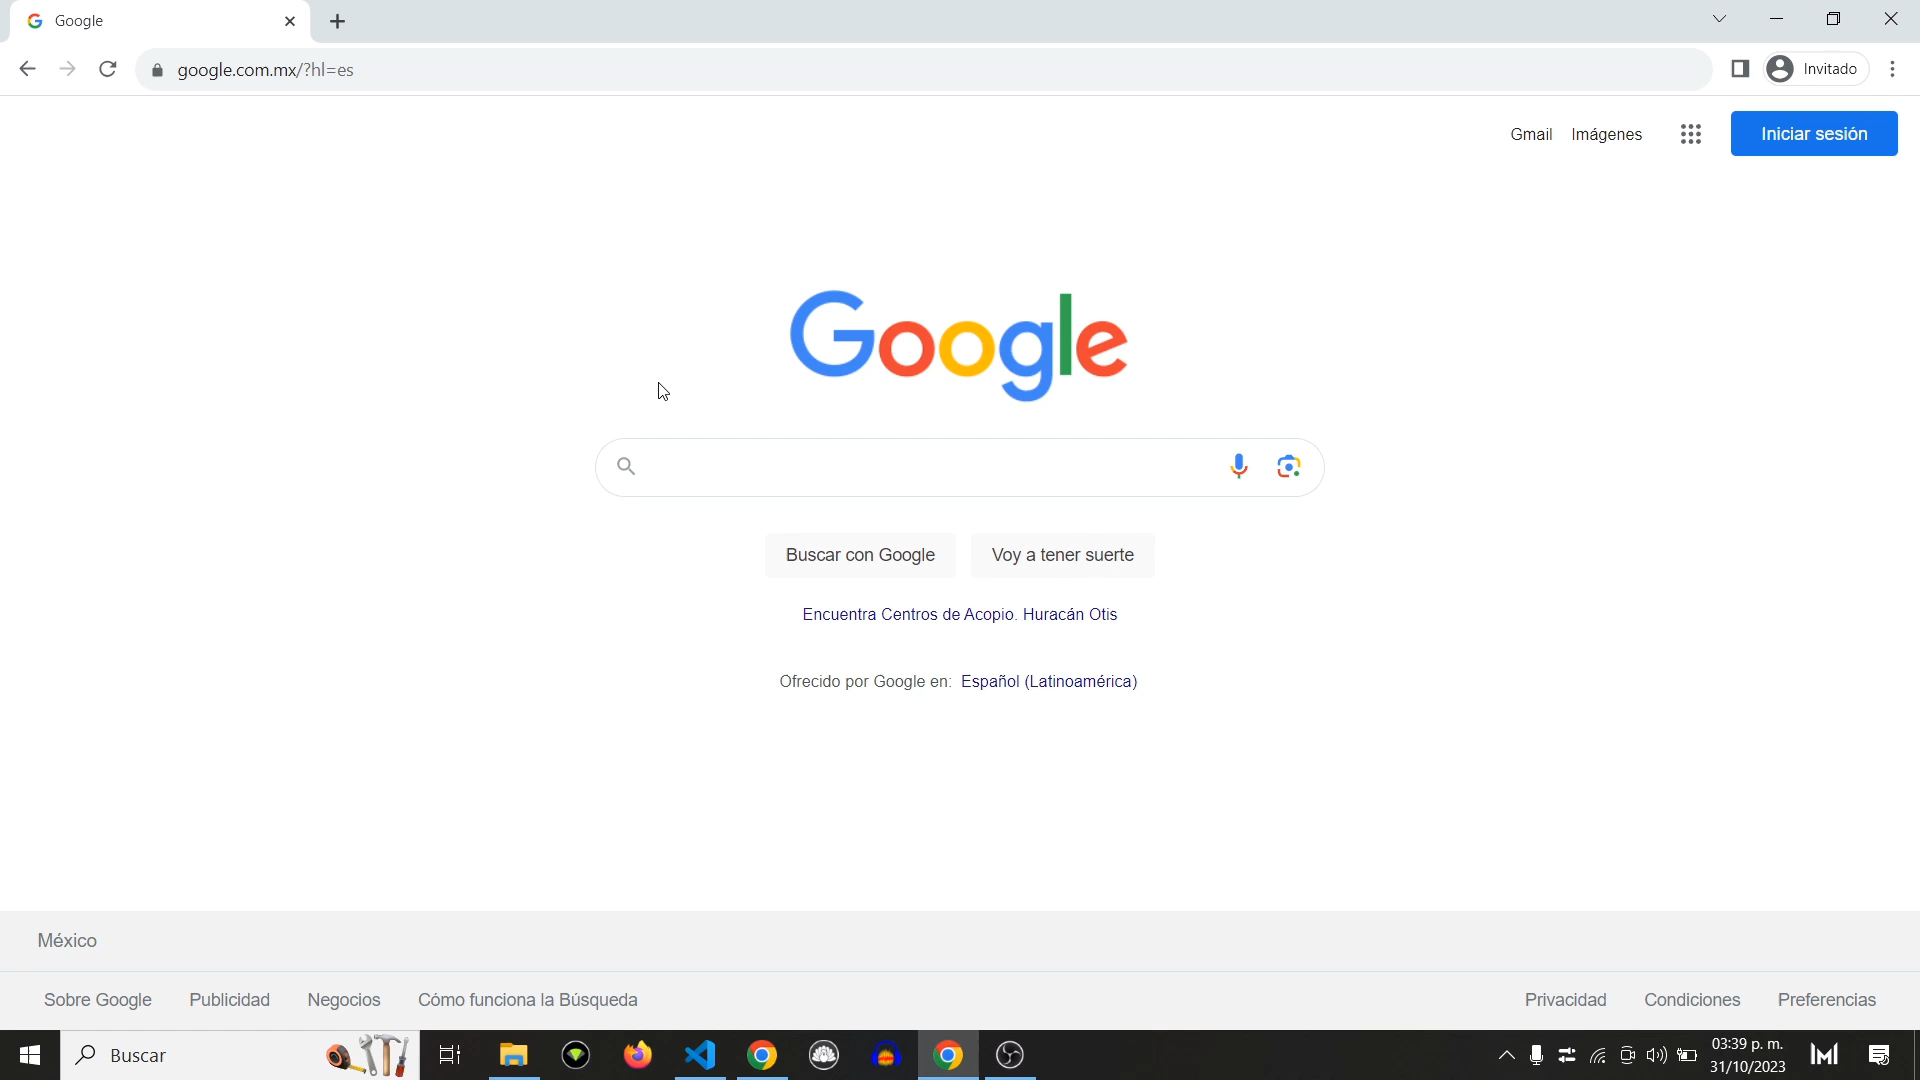 Google
google.com.mx/?hl=es
Invitado
Gmail Imágenes Iniciar sesión
Google
Buscar con Google Voy a tener suerte
Encuentra Centros de Acopio. Huracán Otis
Ofrecido por Google en: Español (Latinoamérica)
México
Sobre Google Publicidad Negocios Cómo funciona la Búsqueda Privacidad Condiciones Preferencias
Buscar
03:39 p. m.
31/10/2023